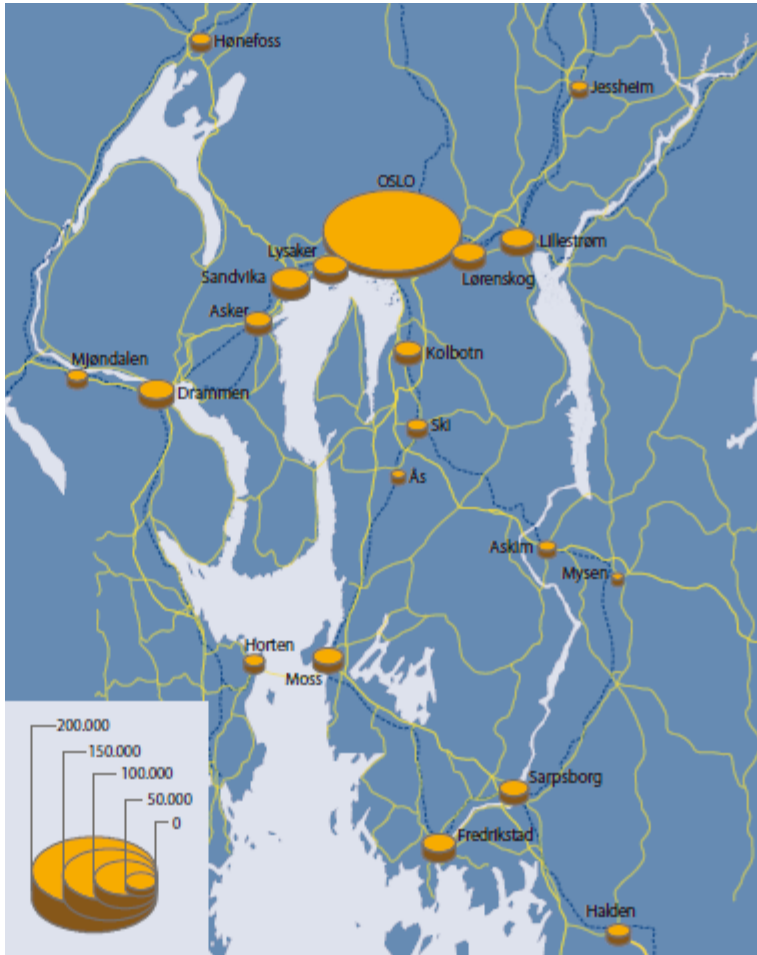 Hønefoss
Jessheim
OSLO
Lysaker
Lillestrøm
Sandvika
Lørenskog
Asker
Kolbotn
Mjøndalen
Drammen
Ski
Ås
Askim
Mysen
Horten
Moss
200.000
150.000
100.000
50.000
0
Sarpsborg
Fredrikstad
Halden